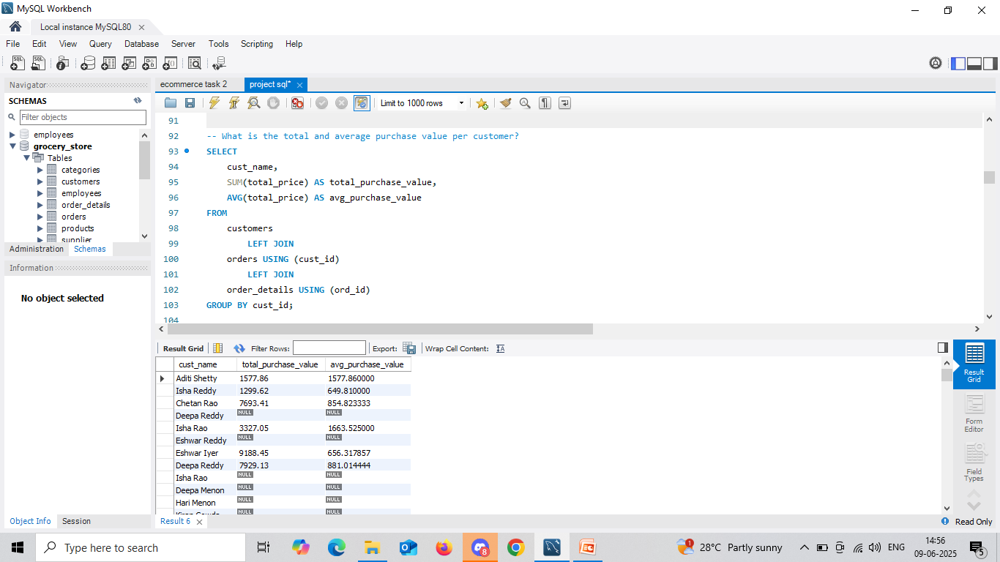 MySQL Workbench
Local instance MySQL80
File Edit View Query Database Server Tools Scripting Help
Navigator
SCHEMAS
Filter objects
employees
grocery_store
Tables
categories
customers
employees
order_details
orders
products
supplier
Administration Schemas
Information
No object selected
Object Info Session
ecommerce task 2 project sql*
Limit to 1000 rows
91
92 -- What is the total and average purchase value per customer?
93 SELECT
94 cust_name,
95 SUM(total_price) AS total_purchase_value,
96 AVG(total_price) AS avg_purchase_value
97 FROM
98 customers
99 LEFT JOIN
100 orders USING (cust_id)
101 LEFT JOIN
102 order_details USING (ord_id)
103 GROUP BY cust_id;
104
Result Grid Filter Rows: Export: Wrap Cell Content:
cust_name total_purchase_value avg_purchase_value
Aditi Shetty 1577.86 1577.860000
Isha Reddy 1299.62 649.810000
Chetan Rao 7693.41 854.823333
Deepa Reddy NULL NULL
Isha Rao 3327.05 1663.525000
Eshwar Reddy NULL NULL
Eshwar Iyer 9188.45 656.317857
Deepa Reddy 7929.13 881.014444
Isha Rao NULL NULL
Deepa Menon NULL NULL
Hari Menon NULL NULL
NULL NULL
Result Grid
Form Editor
Field Types
Result 6
Read Only
Type here to search
28°C Partly sunny
ENG
14:56
09-06-2025